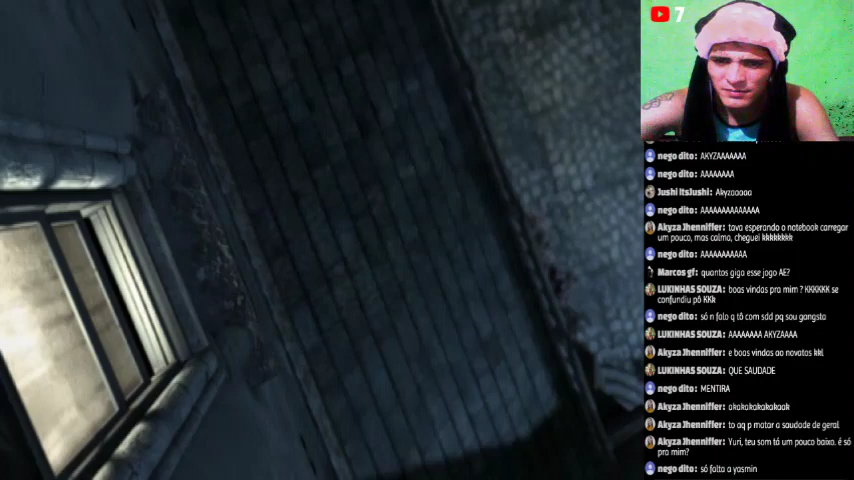 7
nego dito: AKYZAAAAAAA
nego dito: AAAAAAAA
Jushi ItsJushi: Akyzaaaaa
nego dito: AAAAAAAAAAAAAA
Akyza Jhenniffer: tava esperando o notebook carregar
um pouco, mas calma, cheguei kkkkkkkk
nego dito: AAAAAAAAAAA
Marcos gf: quantos giga esse jogo AE?
LUKINHAS SOUZA: boas vindas pra mim ? KKKKKK se
confundiu pô KKk
nego dito: só n falo q tô com sdd pq sou gangsta
LUKINHAS SOUZA: AAAAAAAA AKYZAAAA
Akyza Jhenniffer: e boas vindas ao novatos kkl
LUKINHAS SOUZA: QUE SAUDADE
nego dito: MENTIRA
Akyza Jhenniffer: akakakakakakaak
Akyza Jhenniffer: to aq p matar a saudade de geral
Akyza Jhenniffer: Yuri, teu som tá um pouco baixo. é só
pra mim?
nego dito: só falta a yasmin